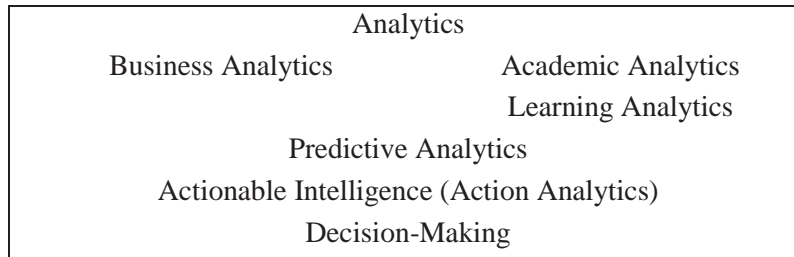 Analytics
Business Analytics Academic Analytics
Learning Analytics
Predictive Analytics
Actionable Intelligence (Action Analytics)
Decision-Making